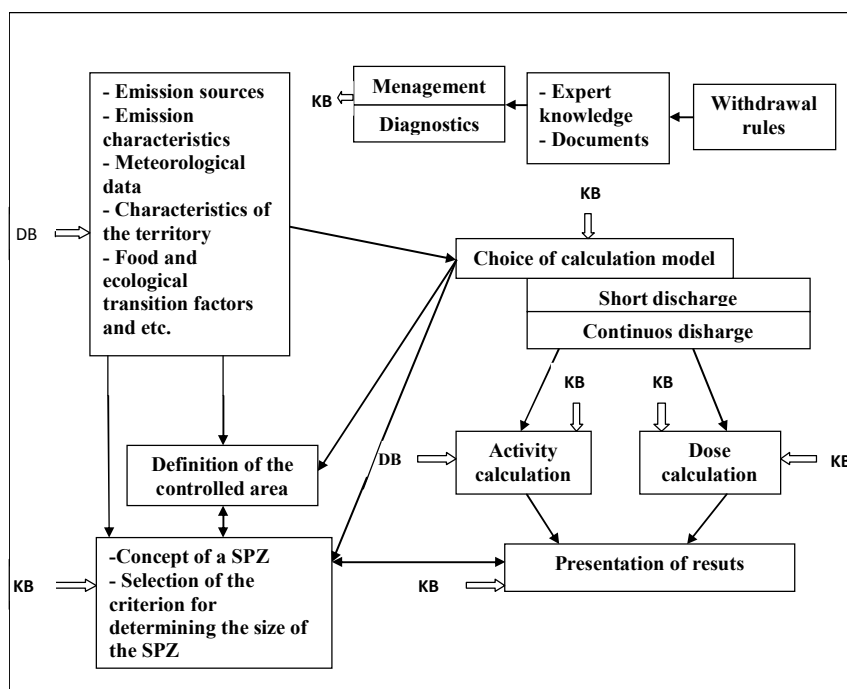 - Emission sources
- Emission
characteristics
- Meteorological
data
- Characteristics of
the territory
- Food and
ecological
transition factors
and etc.
DB
KB
Menagement
Diagnostics
- Expert
knowledge
- Documents
Withdrawal
rules
KB
Choice of calculation model
Short discharge
Continuos disharge
KB
KB
Definition of the
controlled area
DB
Activity
calculation
Dose
calculation
KB
KB
-Concept of a SPZ
- Selection of the
criterion for
determining the size of
the SPZ
KB
Presentation of resuts